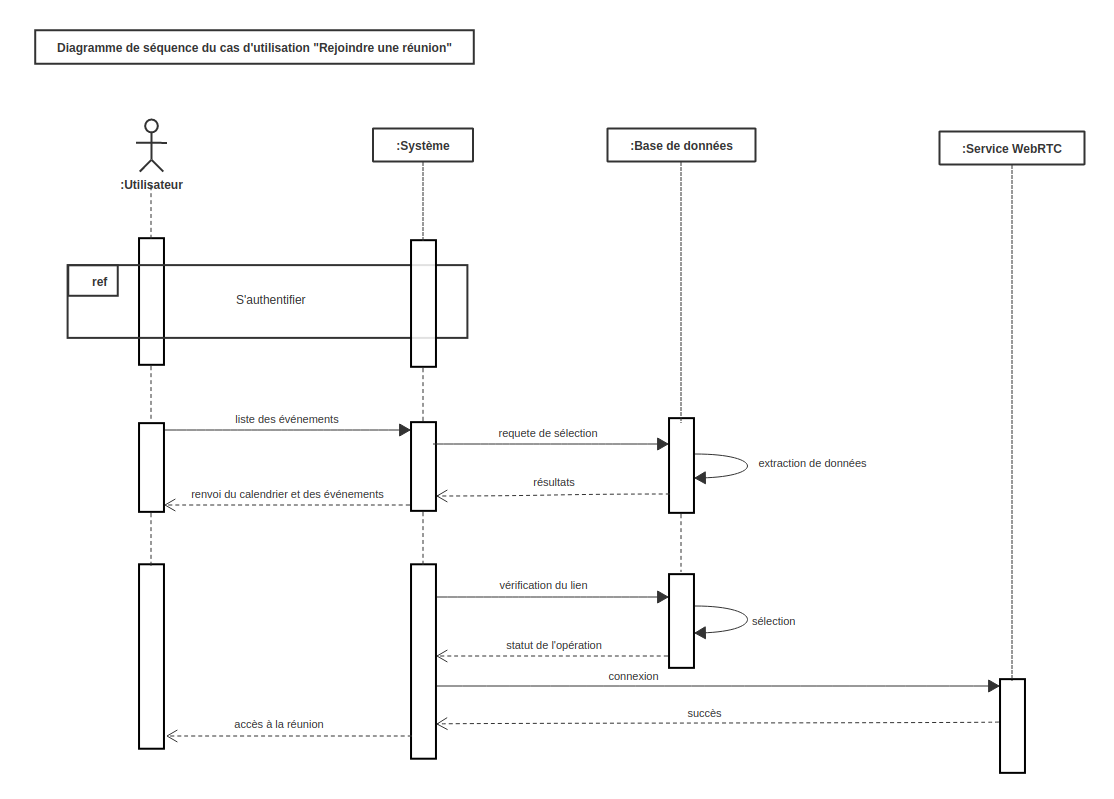 Diagramme de séquence du cas d'utilisation "Rejoindre une réunion"
:Utilisateur
:Système
:Base de données
:Service WebRTC
ref
S'authentifier
liste des événements
requete de sélection
extraction de données
résultats
renvoi du calendrier et des événements
vérification du lien
sélection
statut de l'opération
connexion
succès
accès à la réunion